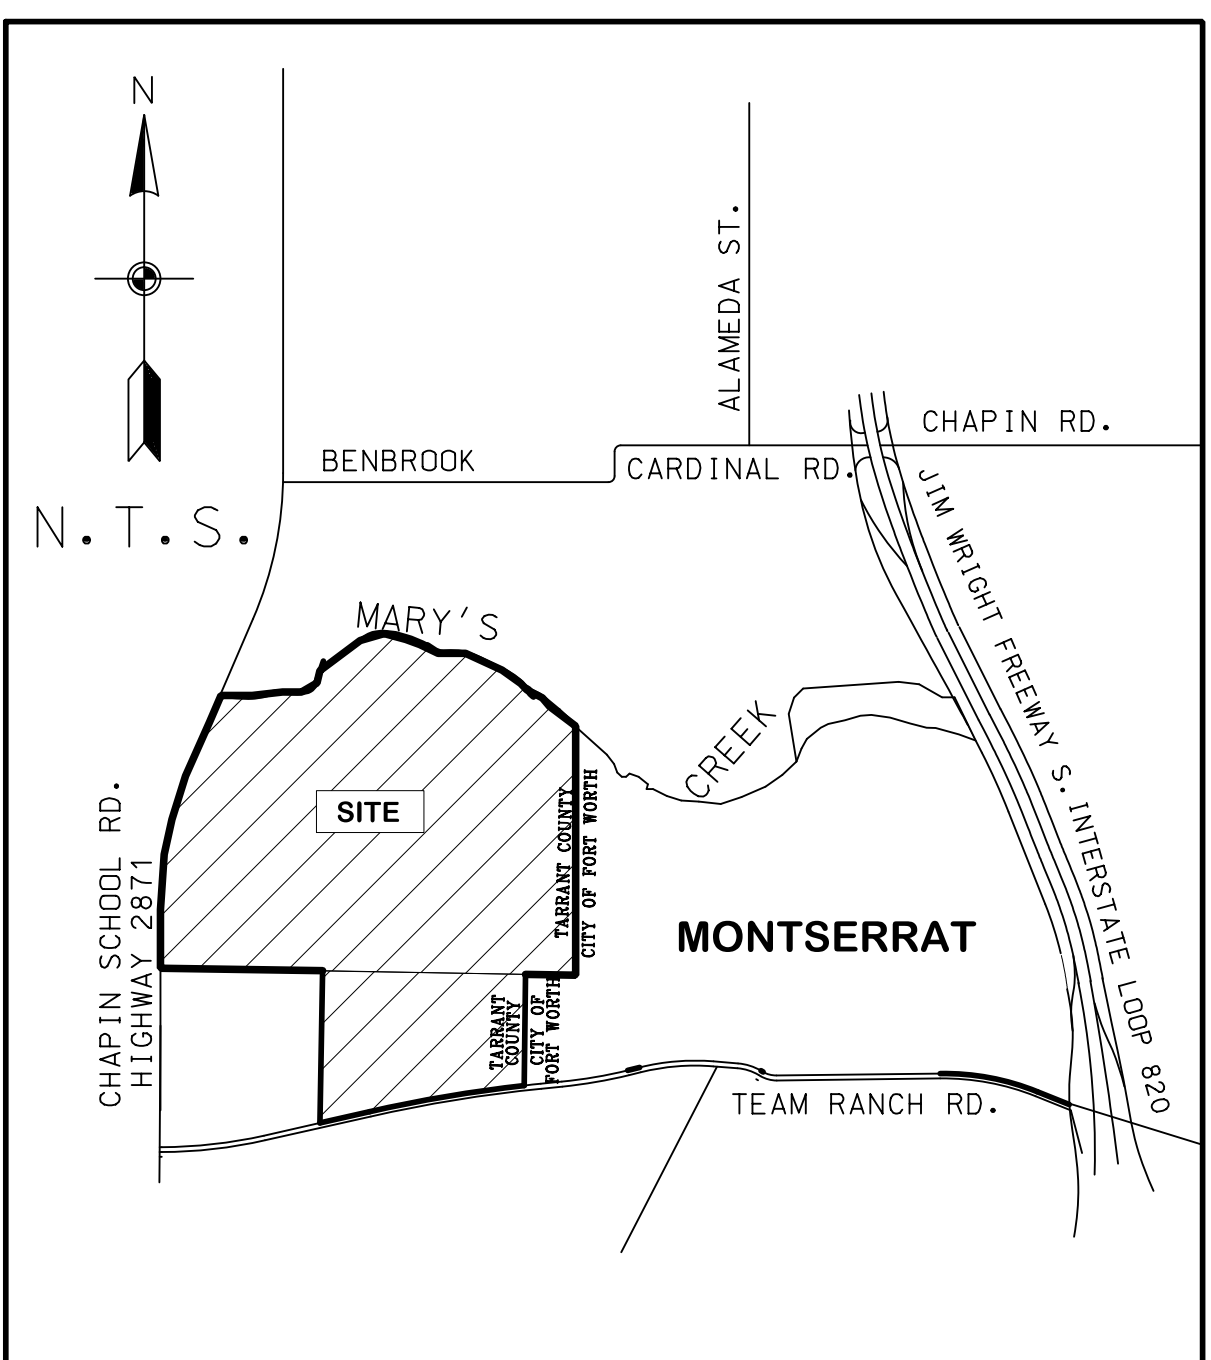 N
N.T.S.
ALAMEDA ST.
CHAPIN RD.
BENBROOK
CARDINAL RD.
JIM WRIGHT FREEWAY S. INTERSTATE LOOP 820
MARY'S
CREEK
SITE
CHAPIN SCHOOL RD.
HIGHWAY 2871
TARRANT COUNTY
CITY OF FORT WORTH
MONTSERRAT
TARRANT
COUNTY
CITY OF
FORT WORTH
TEAM RANCH RD.